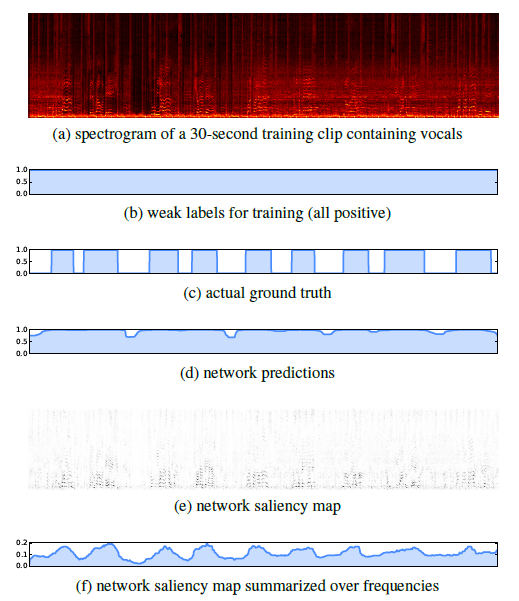 (a) spectrogram of a 30-second training clip containing vocals
1.0
0.5
0.0
(b) weak labels for training (all positive)
1.0
0.5
0.0
(c) actual ground truth
1.0
0.5
0.0
(d) network predictions
(e) network saliency map
0.2
0.1
0.0
(f) network saliency map summarized over frequencies